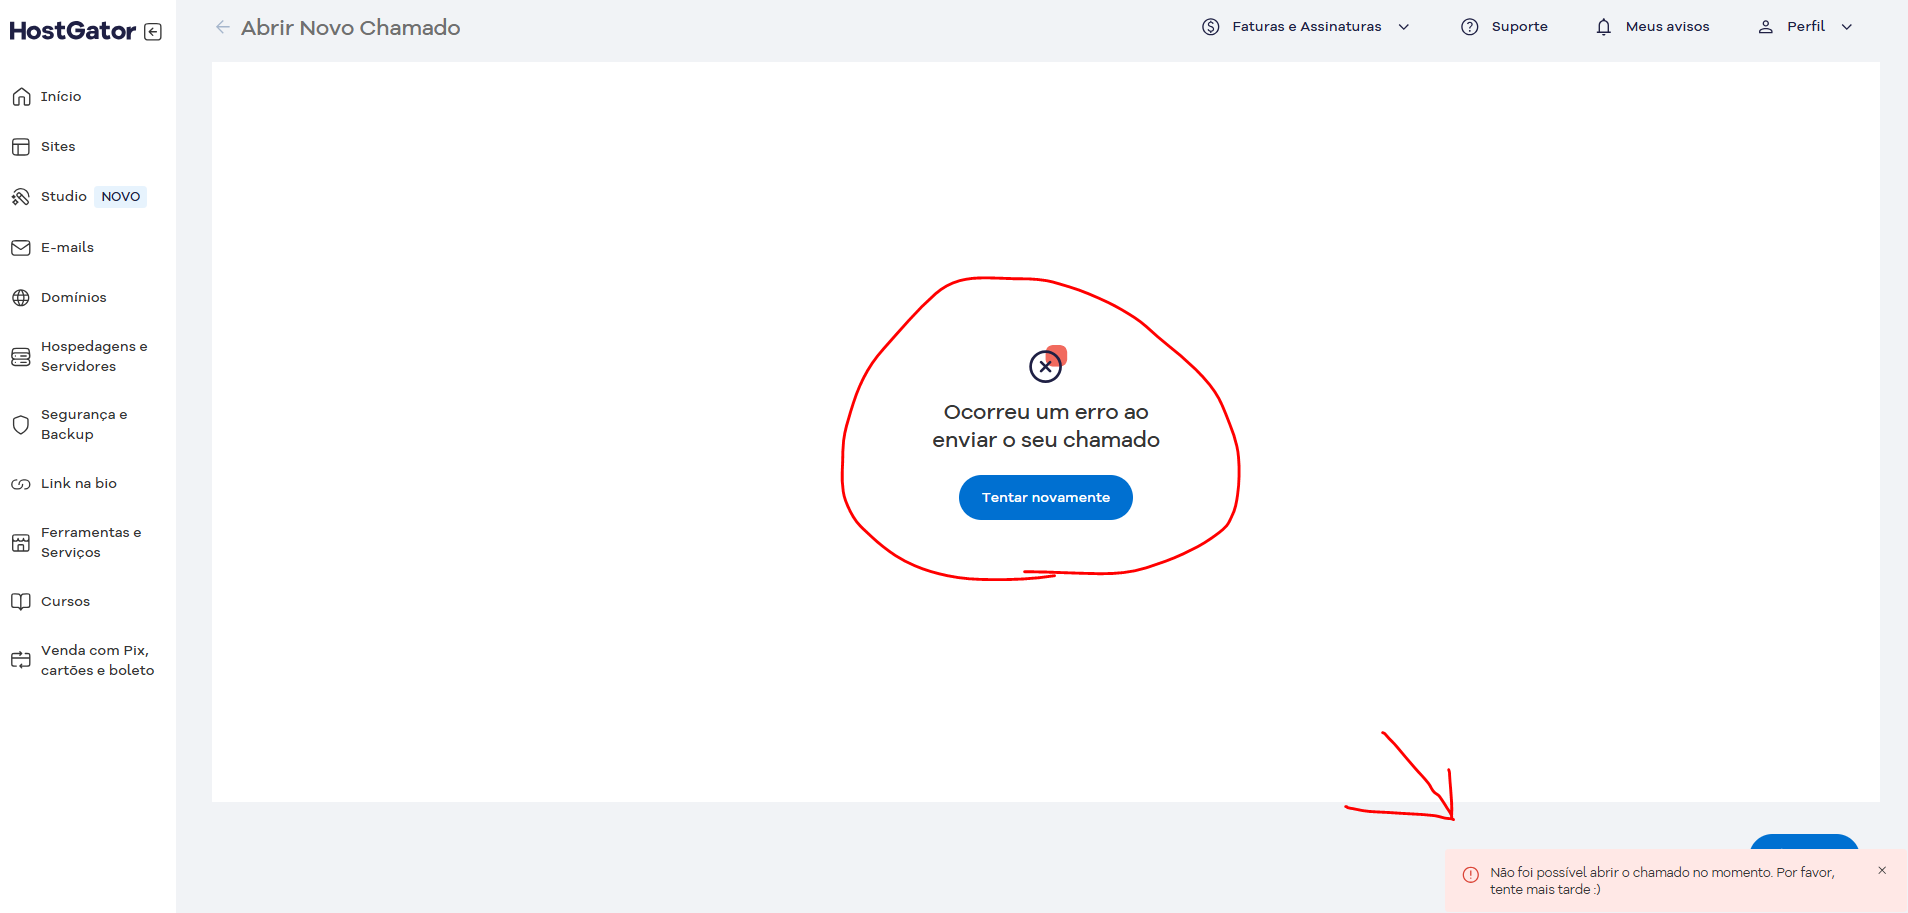 HostGator
Abrir Novo Chamado
Faturas e Assinaturas
Suporte
Meus avisos
Perfil
Início
Sites
Studio NOVO
E-mails
Domínios
Hospedagens e
Servidores
Segurança e
Backup
Link na bio
Ferramentas e
Serviços
Cursos
Venda com Pix,
cartões e boleto
Ocorreu um erro ao
enviar o seu chamado
Tentar novamente
Não foi possível abrir o chamado no momento. Por favor,
tente mais tarde :)